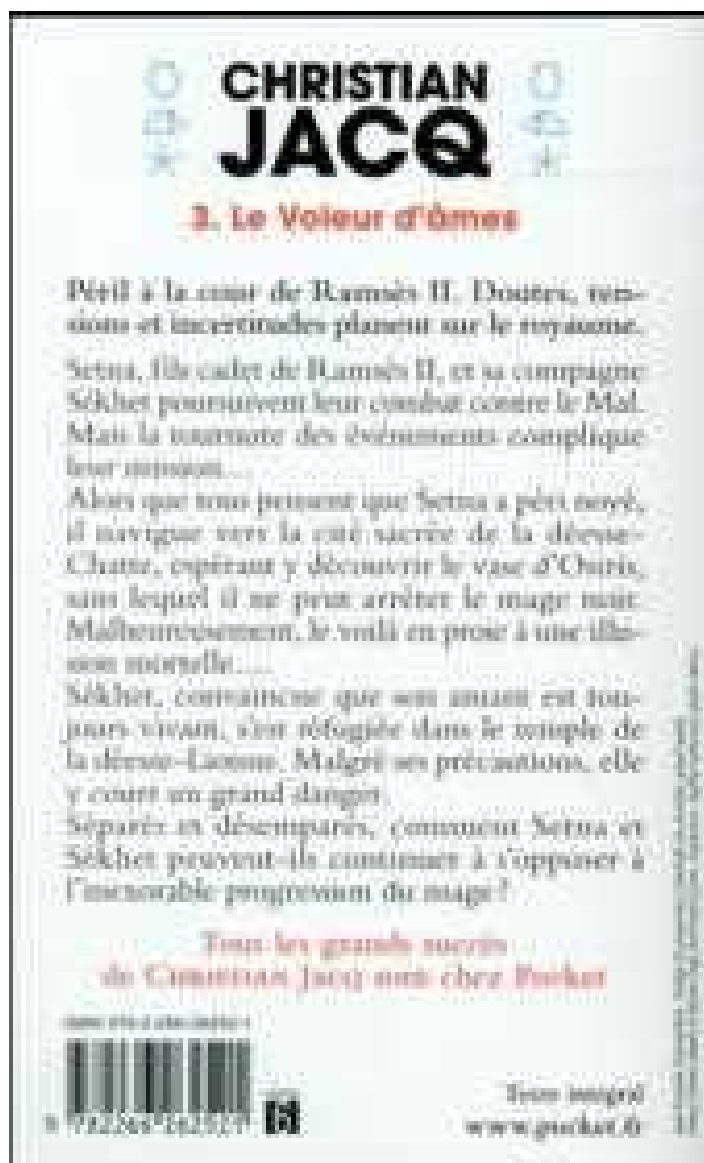 CHRISTIAN
JACQ
3. Le Voleur d'âmes
Péril à la cour de Ramsès II. Doutes, ten-
sions et incertitudes planent sur le royaume.
Setna, fils cadet de Ramsès II, et sa compagne
Sékhet poursuivent leur combat contre le Mal.
Mais la tournure des événements complique
leur mission...
Alors que tous pensent que Setna a péri noyé,
il navigue vers la cité sacrée de la déesse-
Chatte, espérant y découvrir le vase d'Osiris,
sans lequel il ne peut arrêter le mage noir.
Malheureusement, le voilà en proie à une illu-
sion mortelle...
Sékhet, convaincue que son amant est tou-
jours vivant, s'est réfugiée dans le temple de
la déesse-Lionne. Malgré ses précautions, elle
y court un grand danger.
Séparés et désemparés, comment Setna et
Sékhet peuvent-ils continuer à s'opposer à
l'inexorable progression du mage ?
Tous les grands succès
de CHRISTIAN JACQ sont chez Pocket
Texte intégral
www.pocket.fr